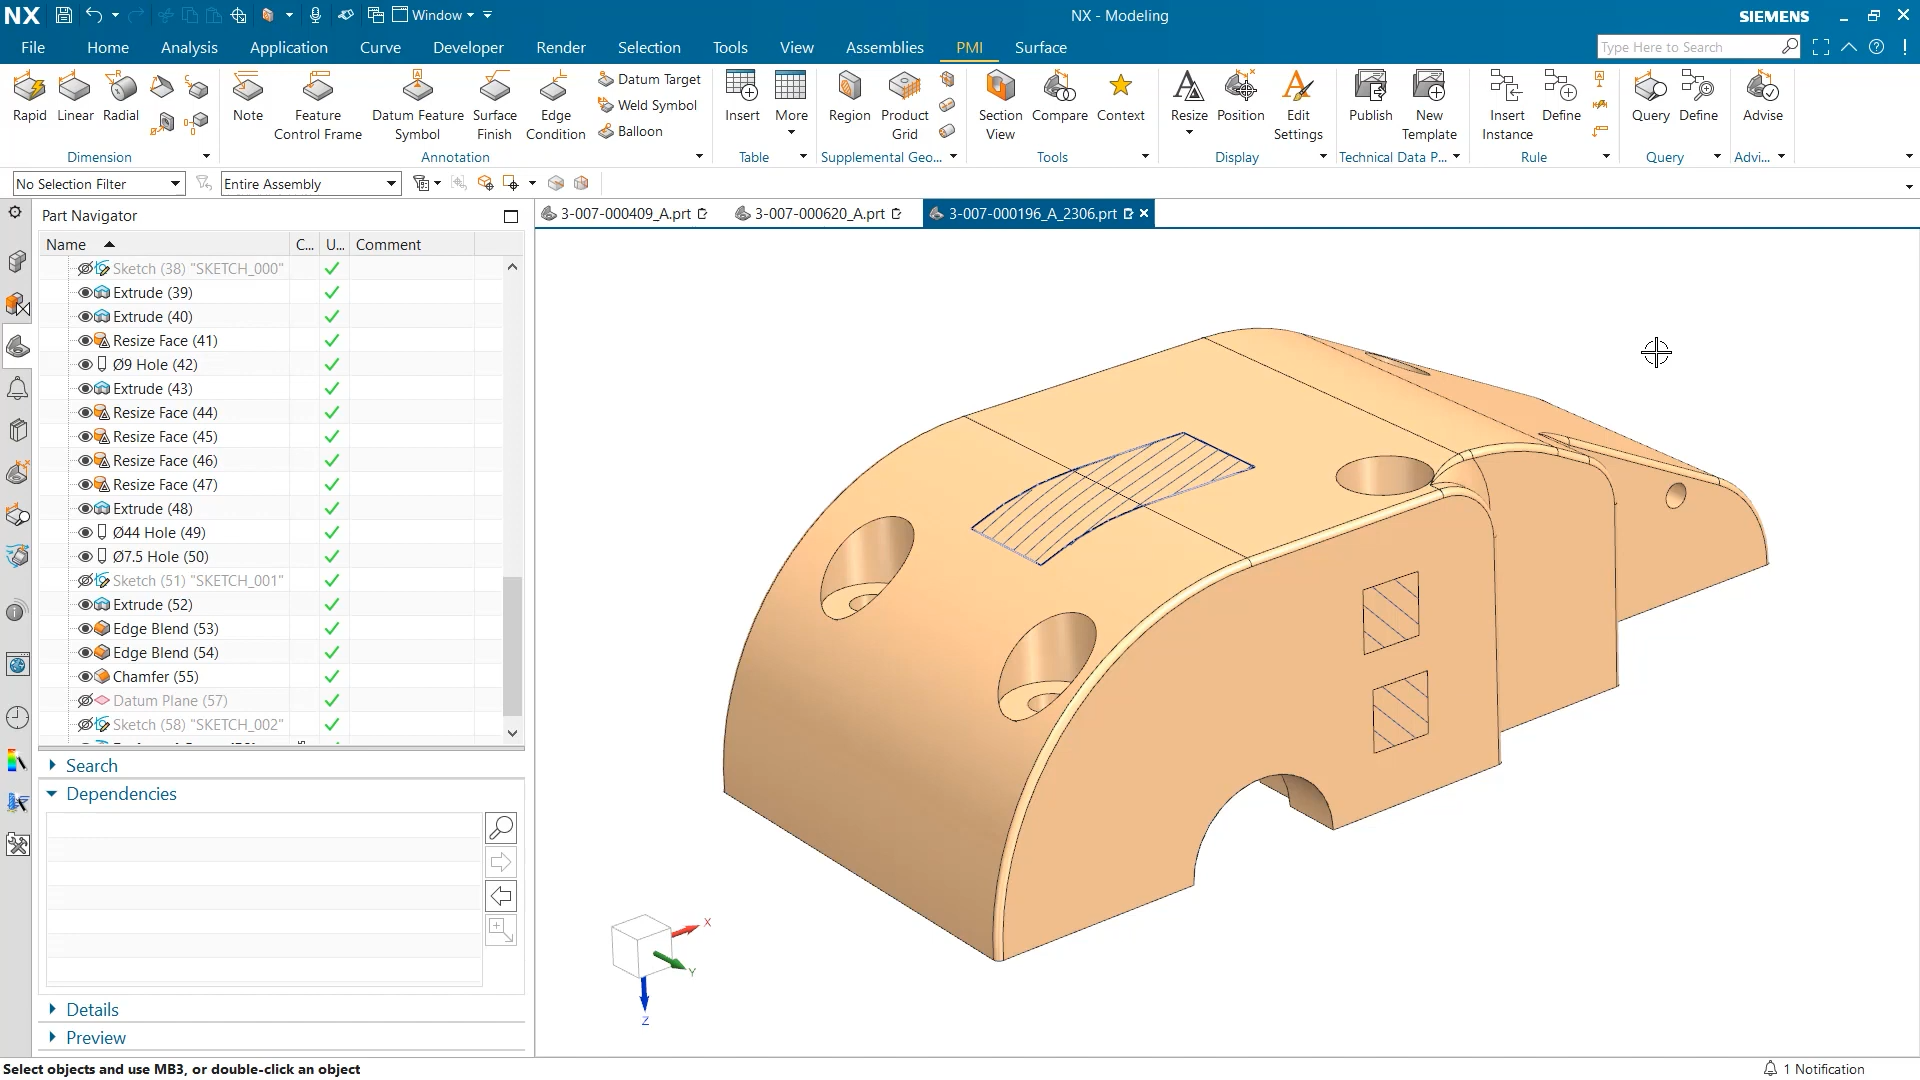 NX
Window
NX - Modeling
SIEMENS
File
Home
Analysis
Application
Curve
Developer
Render
Selection
Tools
View
Assemblies
PMI
Surface
Type Here to Search
Rapid
Linear
Radial
Dimension
Note
Feature
Control Frame
Datum Feature
Symbol
Surface
Finish
Edge
Condition
Datum Target
Weld Symbol
Balloon
Annotation
Insert
More
Table
Region
Product
Grid
Supplemental Geo...
Section
View
Compare
Context
Tools
Resize
Position
Edit
Settings
Display
Publish
New
Template
Technical Data P...
Insert
Instance
Define
Rule
Query
Define
Query
Advise
Advi...
No Selection Filter
Entire Assembly
Part Navigator
3-007-000409_A.prt
3-007-000620_A.prt
3-007-000196_A_2306.prt
Name
C...
U...
Comment
Sketch (38) "SKETCH_000"
Extrude (39)
Extrude (40)
Resize Face (41)
Ø9 Hole (42)
Extrude (43)
Resize Face (44)
Resize Face (45)
Resize Face (46)
Resize Face (47)
Extrude (48)
Ø44 Hole (49)
Ø7.5 Hole (50)
Sketch (51) "SKETCH_001"
Extrude (52)
Edge Blend (53)
Edge Blend (54)
Chamfer (55)
Datum Plane (57)
Sketch (58) "SKETCH_002"
Search
Dependencies
Details
Preview
X
Y
Z
Select objects and use MB3, or double-click an object
1 Notification